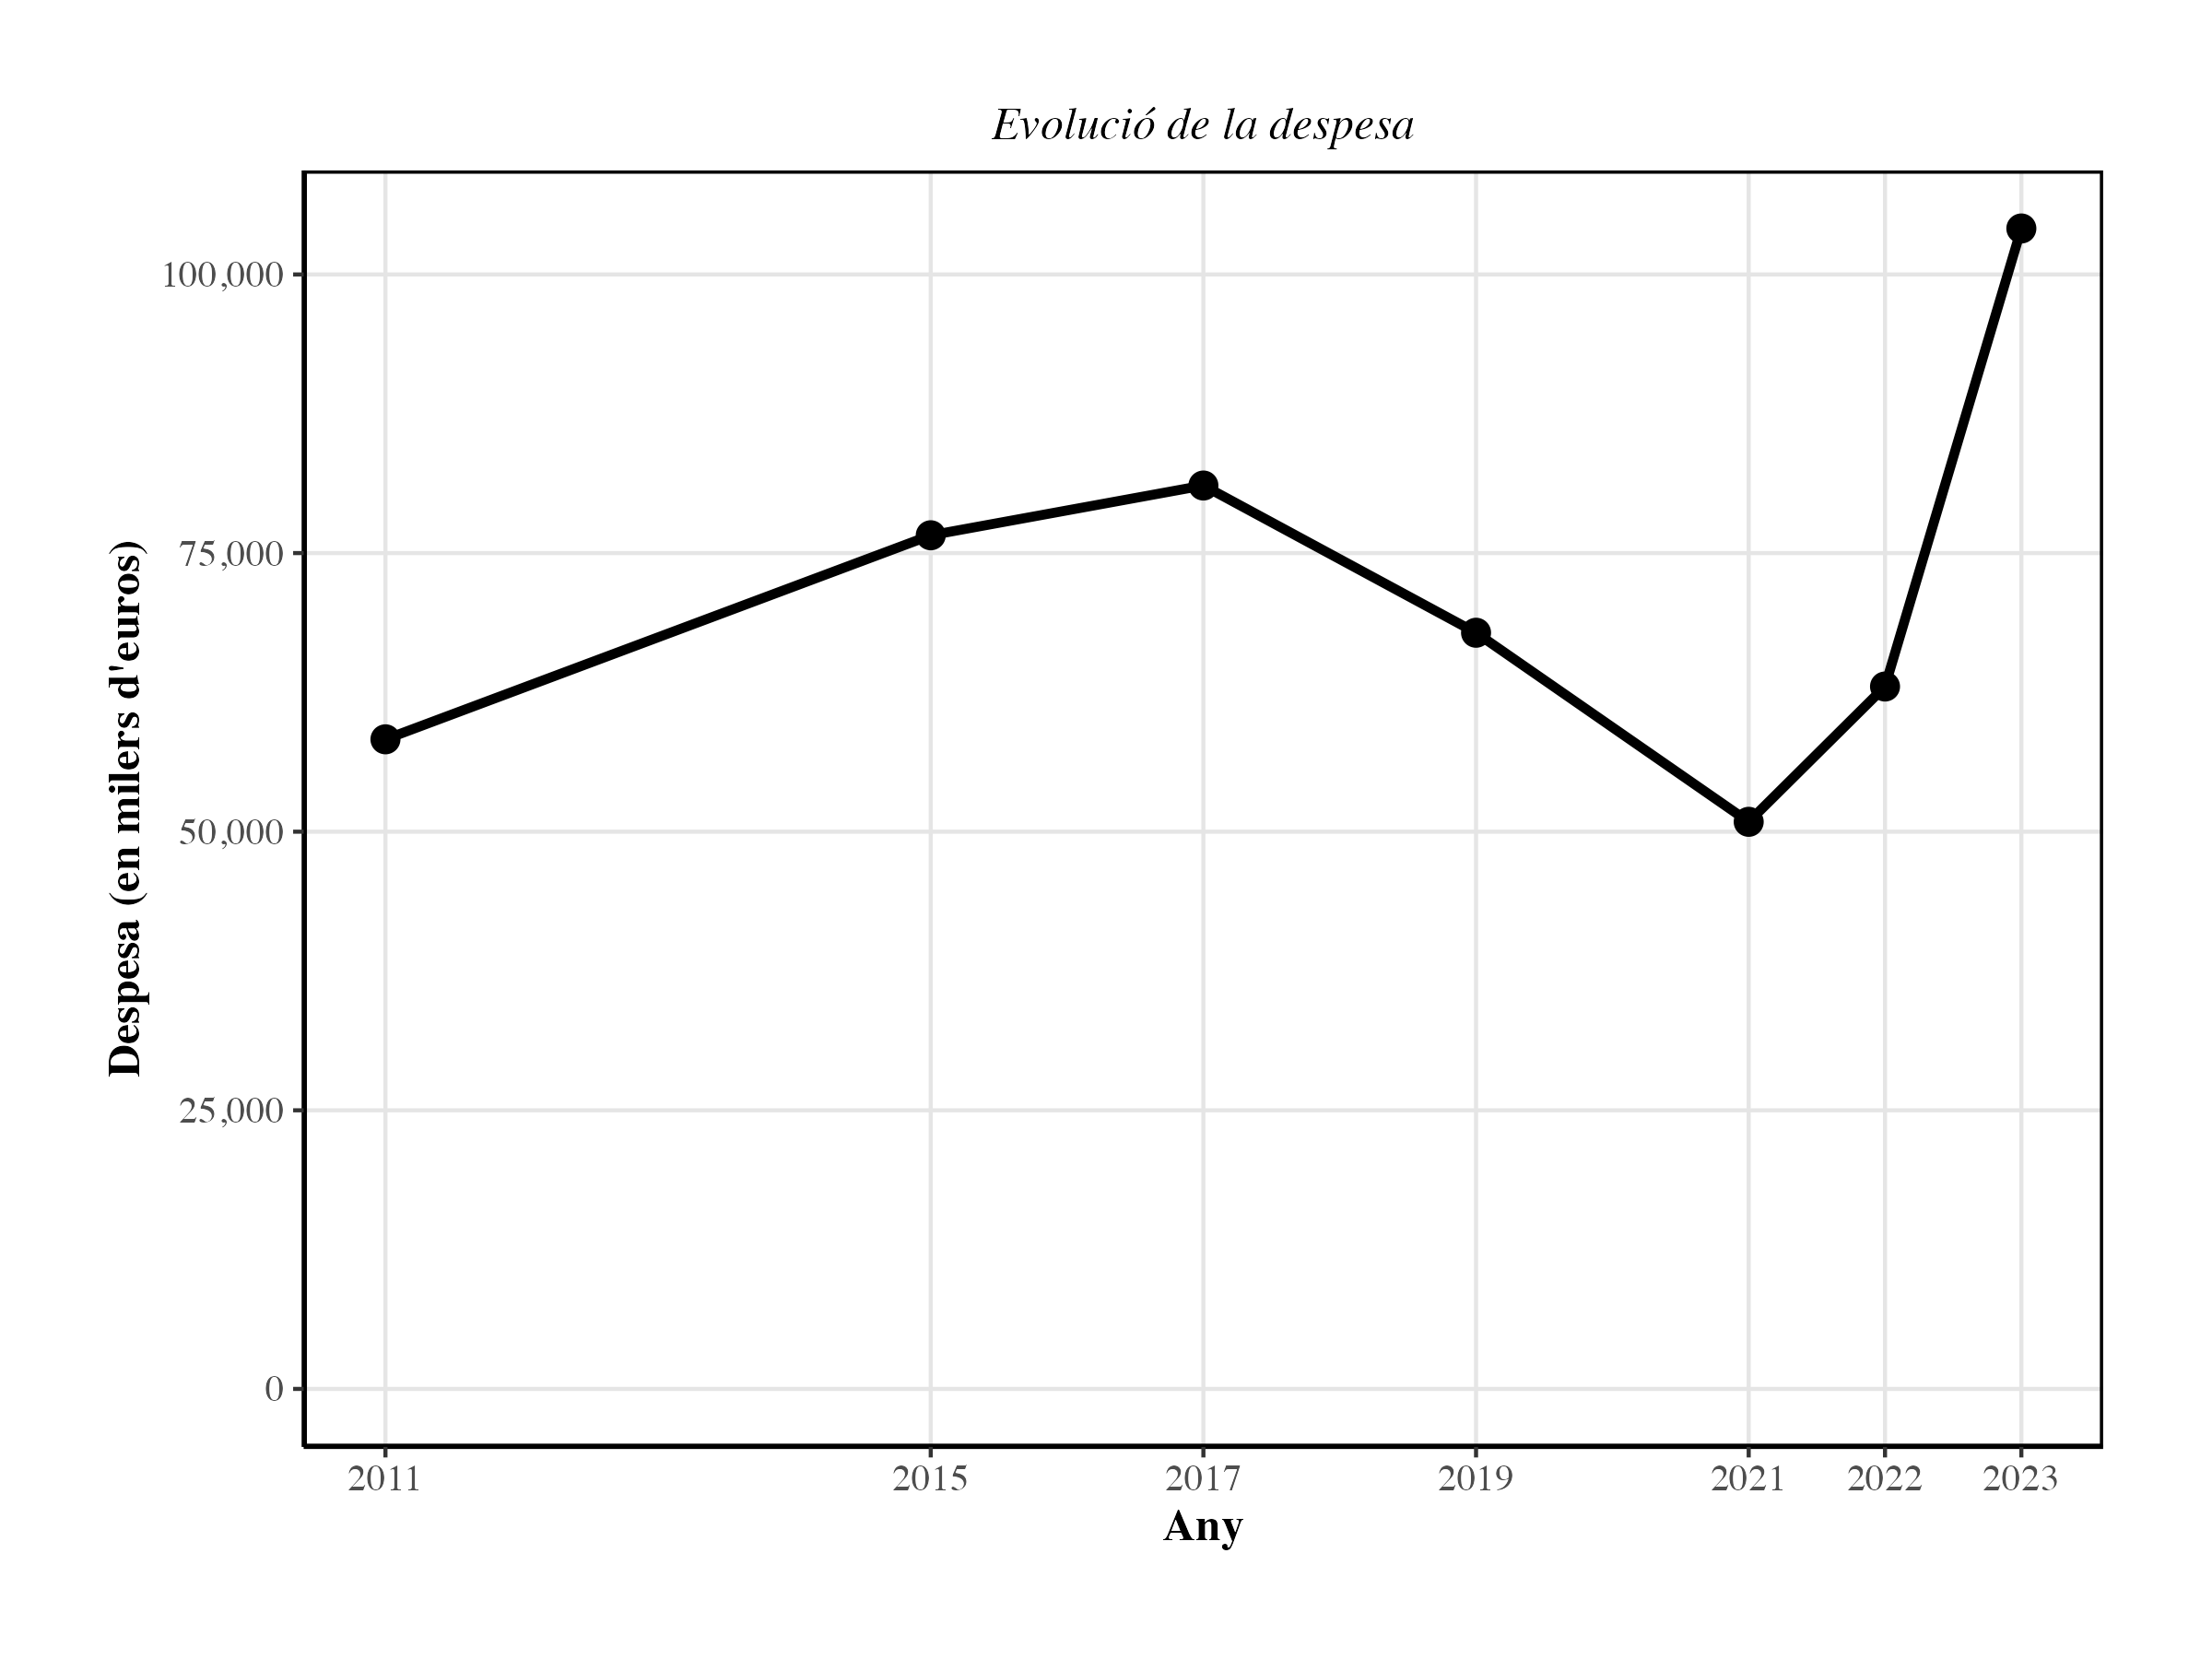 Evolució de la despesa
Despesa (en milers d'euros)
100,000
75,000
50,000
25,000
0
2011 2015 2017 2019 2021 2022 2023
Any